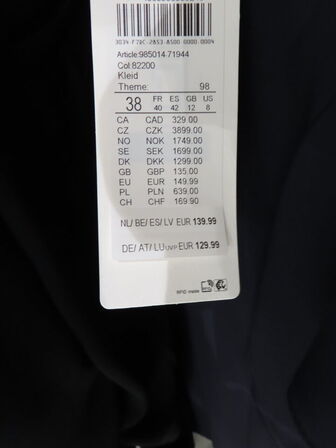 3034-F78C-2A53-A500 0000 0004
Article:985014-71944
Col:82200
Kleid
Theme: 98
38 FR ES GB US
40 42 12 8
CA CAD 329.00
CZ CZK 3899.00
NO NOK 1749.00
SE SEK 1699.00
DK DKK 1299.00
GB GBP 135.00
EU EUR 149.99
PL PLN 639.00
CH CHF 169.90
NL/ BE/ ES/ LV EUR 139.99
DE/ AT/ LU UVP EUR 129.99
RFID inside